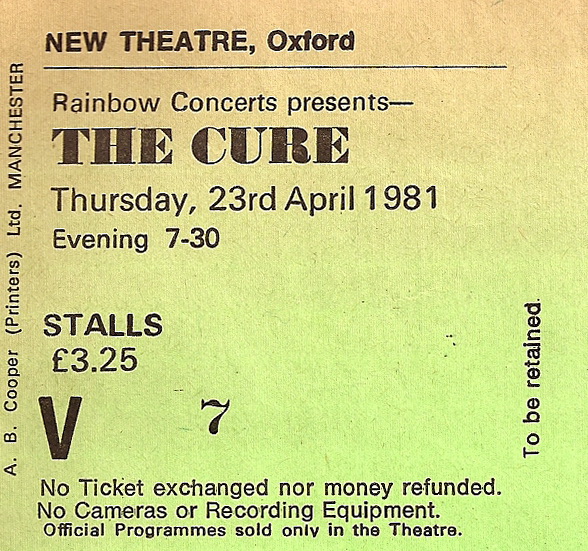 NEW THEATRE, Oxford
Rainbow Concerts presents—
THE CURE
Thursday, 23rd April 1981
Evening 7-30
STALLS
£3.25
V 7
No Ticket exchanged nor money refunded.
No Cameras or Recording Equipment.
Official Programmes sold only in the Theatre.
To be retained
A. B. Cooper (Printers) Ltd. MANCHESTER